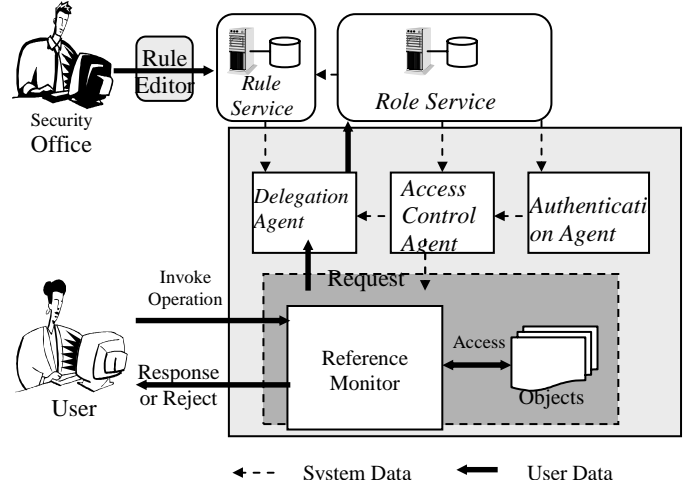 Rule
Editor
Rule
Service
Role Service
Security
Office
Delegation
Agent
Access
Control
Agent
Authenticati
on Agent
Invoke
Operation
Request
Reference
Monitor
Access
Objects
Response
or Reject
User
System Data
User Data